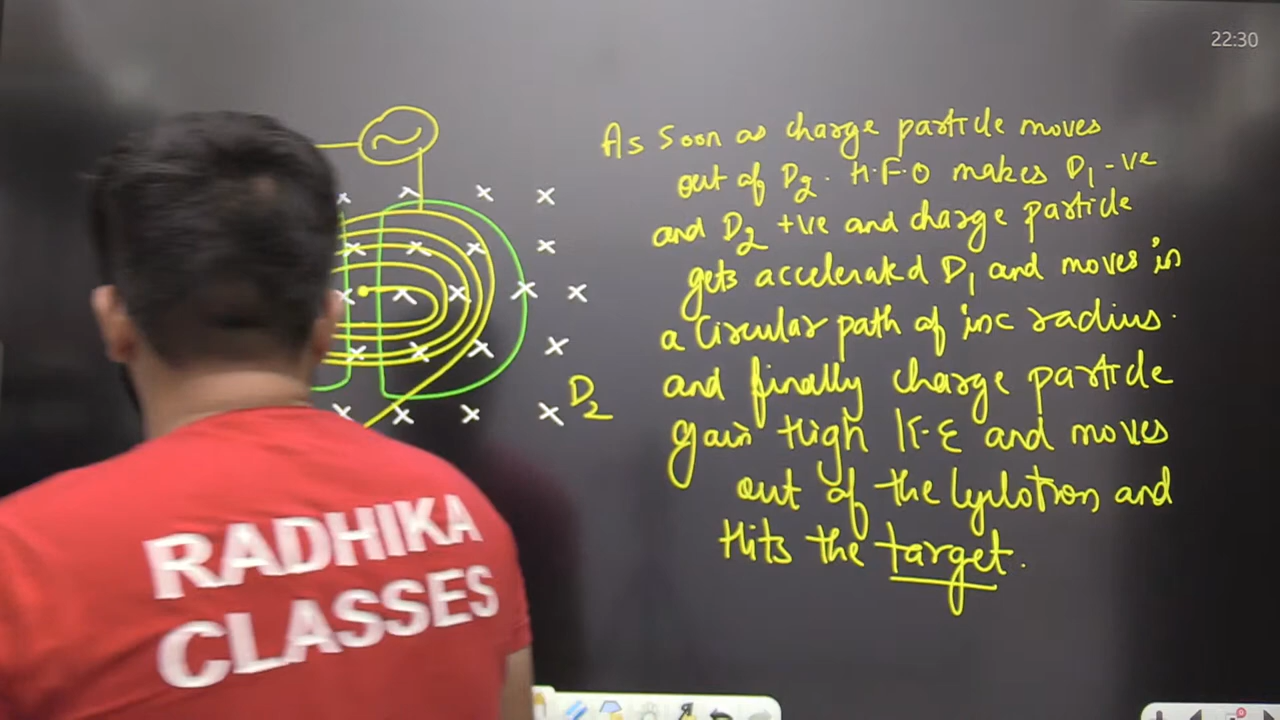 22:30
As soon as charge particle moves
out of D2. H.F.O makes D1 -ve
and D2 +ve and charge particle
gets accelerakd D1 and moves in
a Circular path of inc radius.
and finally charge particle
gain High K-E and moves
out of the Cyclotron and
Hits the target.
D2
RADHIKA
CLASSES